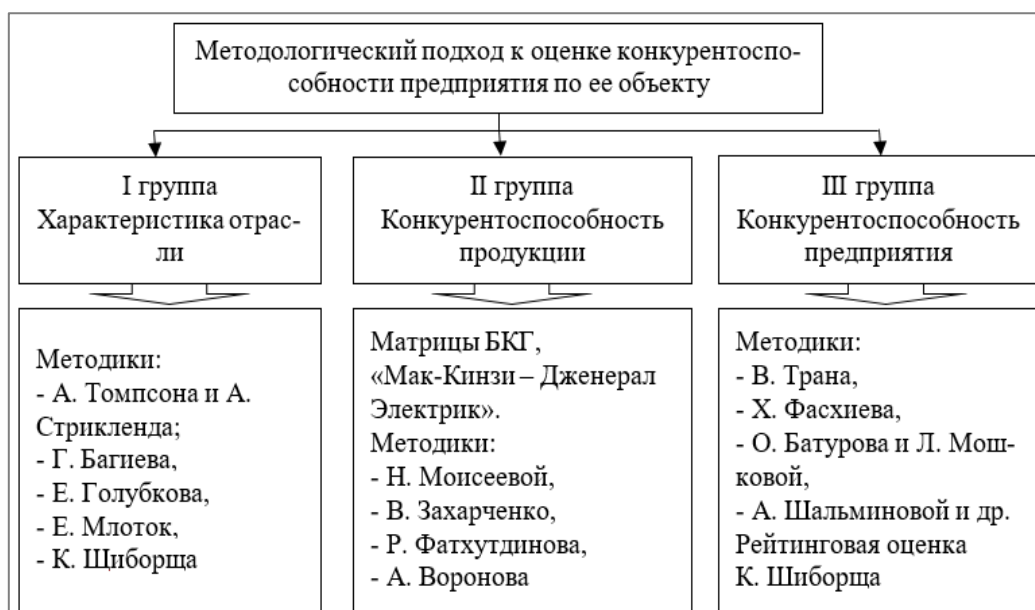 Методологический подход к оценке конкурентоспо-
собности предприятия по ее объекту
I группа
Характеристика отрас-
ли
II группа
Конкурентоспособность
продукции
III группа
Конкурентоспособность
предприятия
Методики:
- А. Томпсона и А.
Стрикленда;
- Г. Багиева,
- Е. Голубкова,
- Е. Млоток,
- К. Щиборща
Матрицы БКГ,
«Мак-Кинзи – Дженерал
Электрик».
Методики:
- Н. Моисеевой,
- В. Захарченко,
- Р. Фатхутдинова,
- А. Воронова
Методики:
- В. Трана,
- Х. Фасхиева,
- О. Батурова и Л. Мош-
ковой,
- А. Шальминовой и др.
Рейтинговая оценка
К. Шиборща